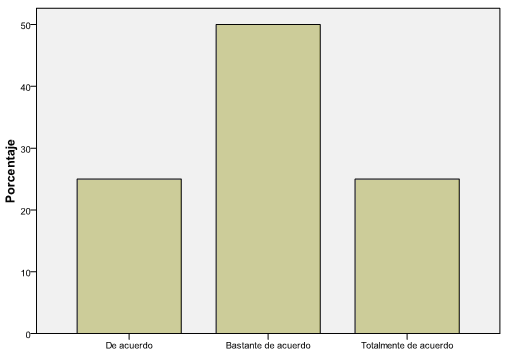 Porcentaje
50
40
30
20
10
0
De acuerdo
Bastante de acuerdo
Totalmente de acuerdo